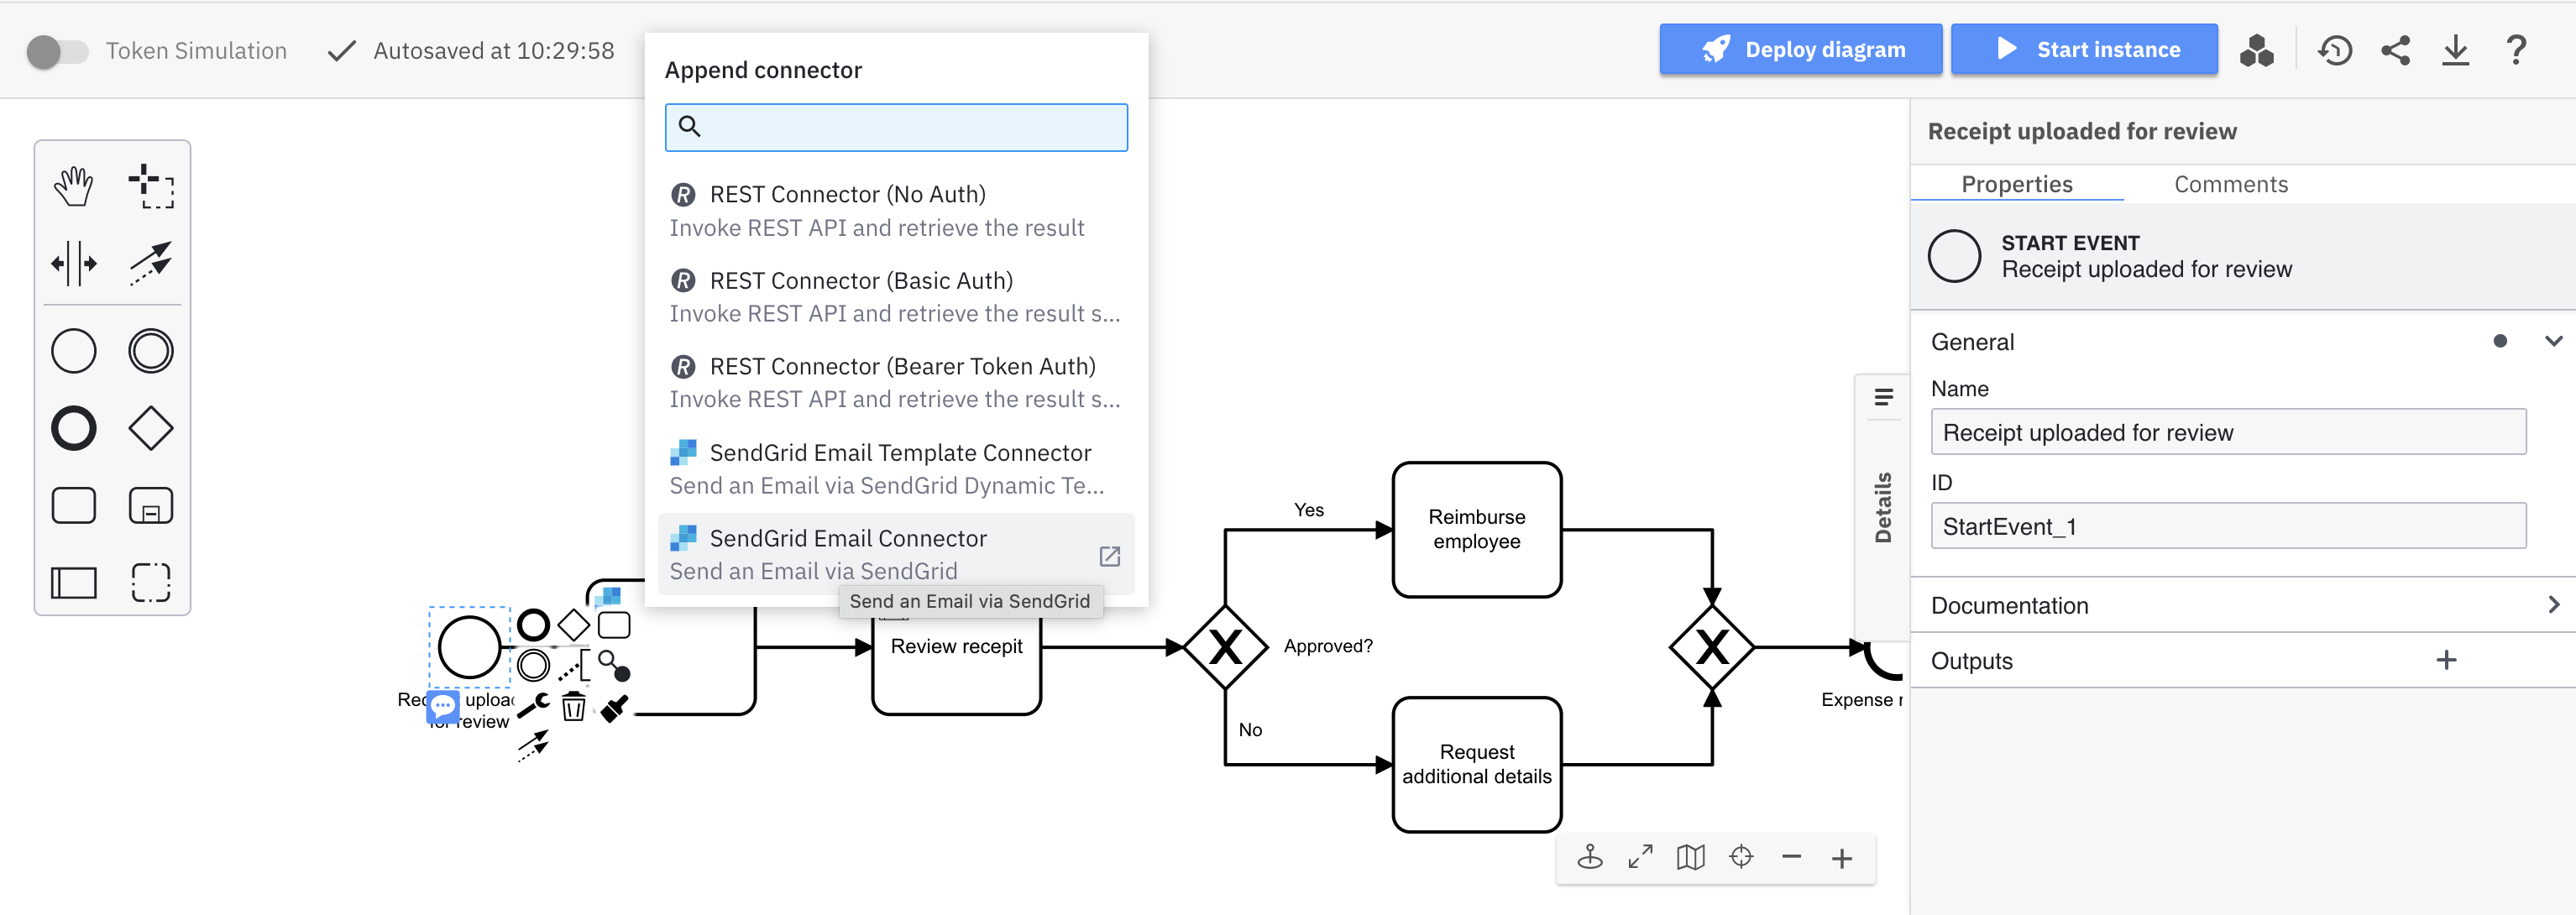 Token Simulation
Autosaved at 10:29:58
Deploy diagram
Start instance
Append connector
REST Connector (No Auth)
Invoke REST API and retrieve the result
REST Connector (Basic Auth)
Invoke REST API and retrieve the result s...
REST Connector (Bearer Token Auth)
Invoke REST API and retrieve the result s...
SendGrid Email Template Connector
Send an Email via SendGrid Dynamic Te...
SendGrid Email Connector
Send an Email via SendGrid
Send an Email via SendGrid
review
Review recepit
Approved?
Yes
No
Reimburse
employee
Request
additional details
Expense
Details
Receipt uploaded for review
Properties
Comments
START EVENT
Receipt uploaded for review
General
Name
Receipt uploaded for review
ID
StartEvent_1
Documentation
Outputs